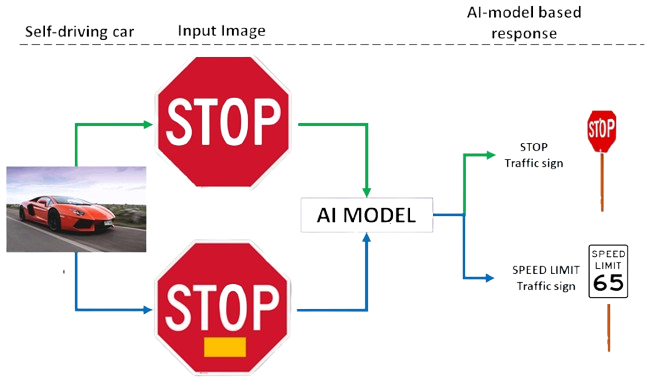 Self-driving car
Input Image
AI-model based
response
STOP
STOP
AI MODEL
STOP
Traffic sign
STOP
SPEED LIMIT
Traffic sign
SPEED
LIMIT
65